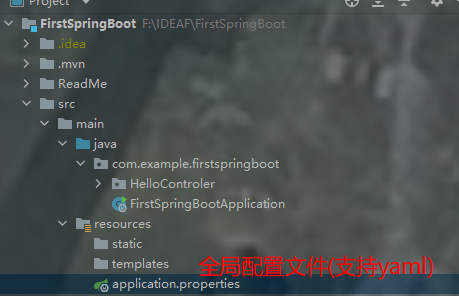 Project
FirstSpringBoot F:\IDEAF\FirstSpringBoot
.idea
.mvn
ReadMe
src
main
java
com.example.firstspringboot
HelloControler
FirstSpringBootApplication
resources
static
全局配置文件(支持yaml)
templates
application.properties